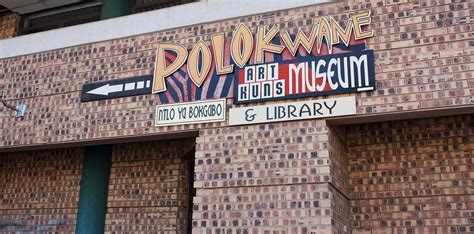 POLOKWANE
ART
KUNS MUSEUM
NTLO YA BOKGABO
& LIBRARY